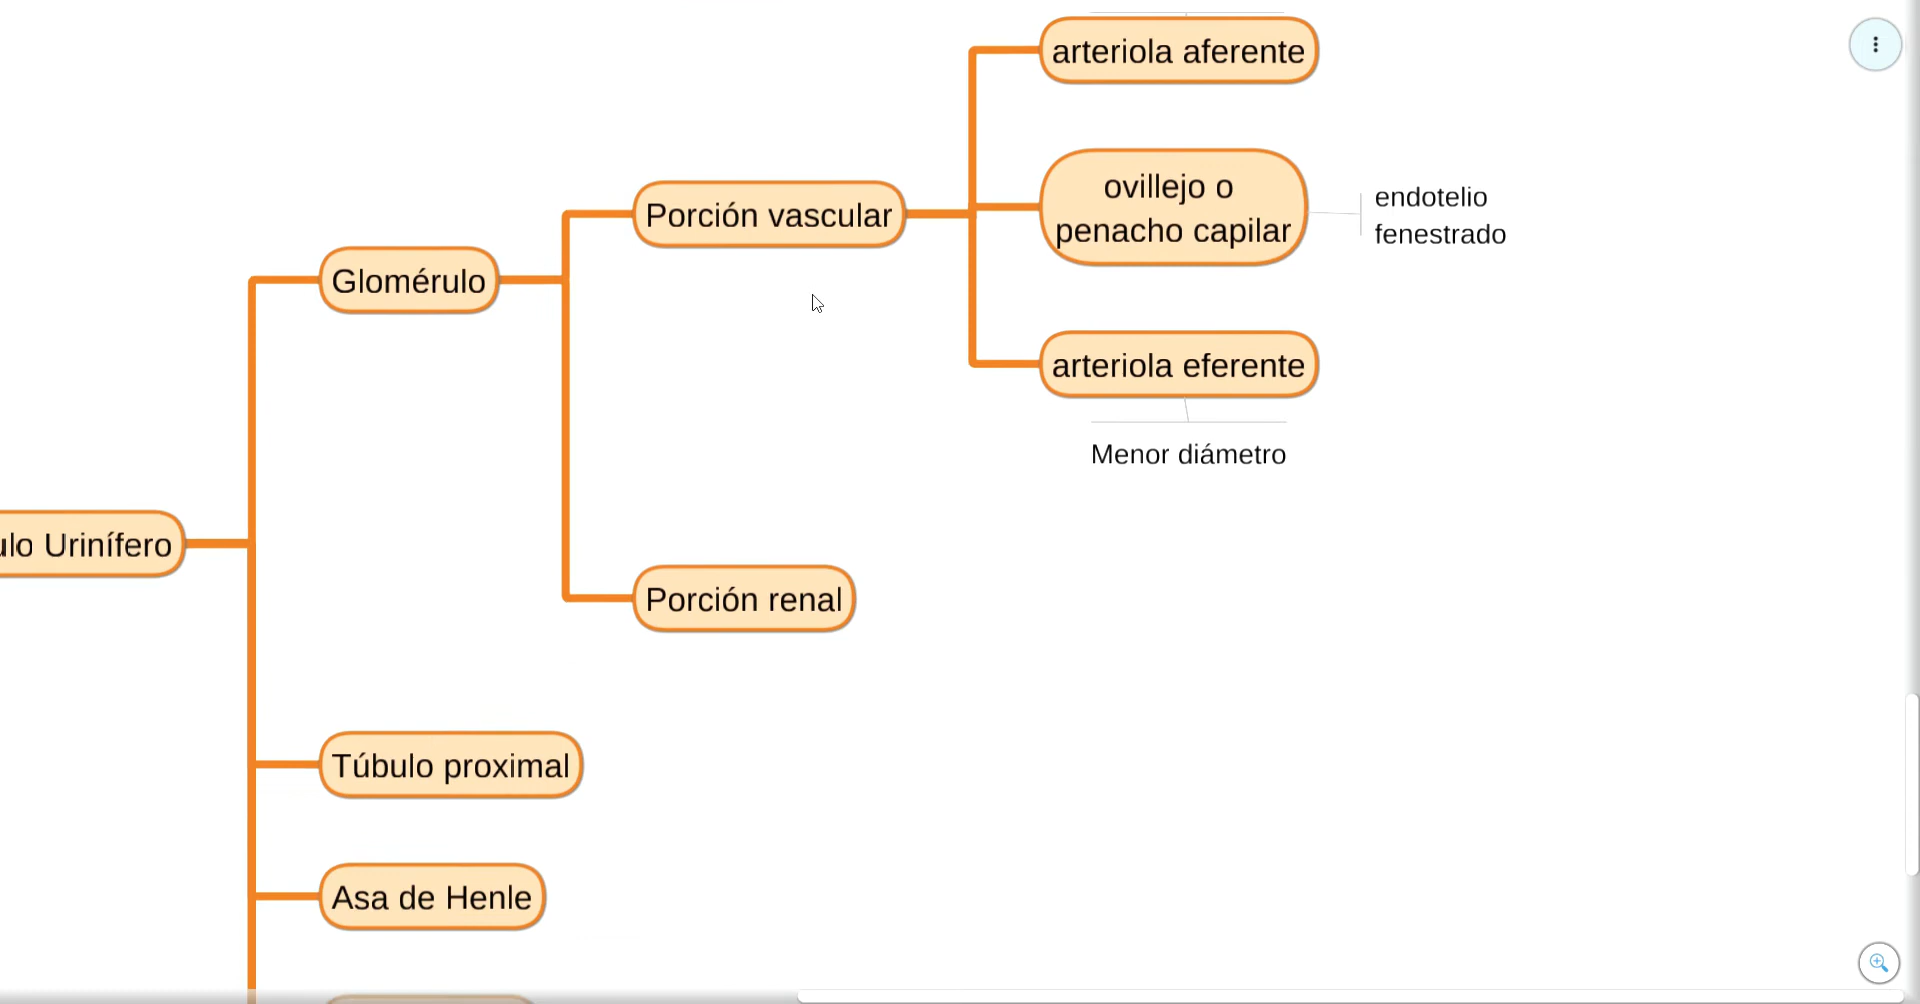 arteriola aferente
ovillejo o
penacho capilar
endotelio
fenestrado
Porción vascular
Glomérulo
arteriola eferente
Menor diámetro
Urinífero
Porción renal
Túbulo proximal
Asa de Henle